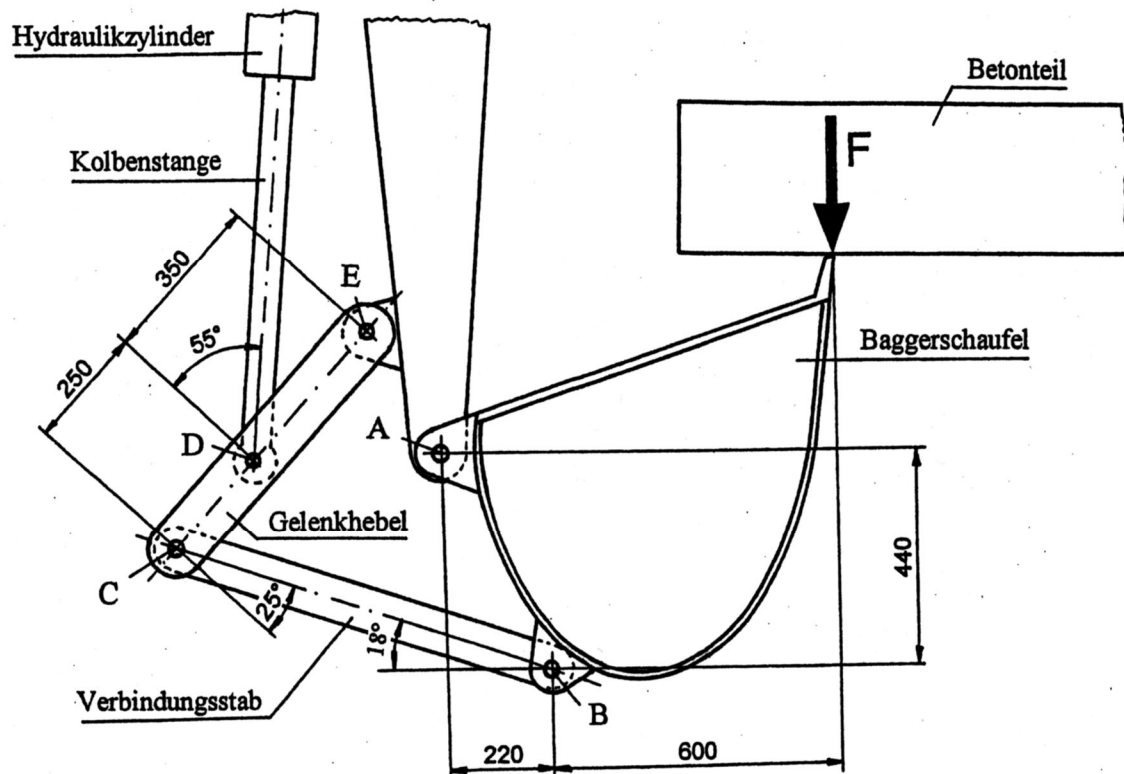 Hydraulikzylinder
Betonteil
F
Kolbenstange
350
E
55°
250
Baggerschaufel
A
D
Gelenkhebel
440
C
25°
18°
Verbindungsstab
B
220
600